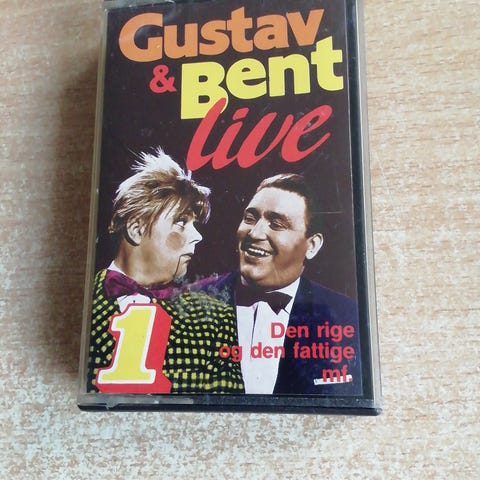 Gustav
& Bent
live
1
Den rige
og den fattige
mf.